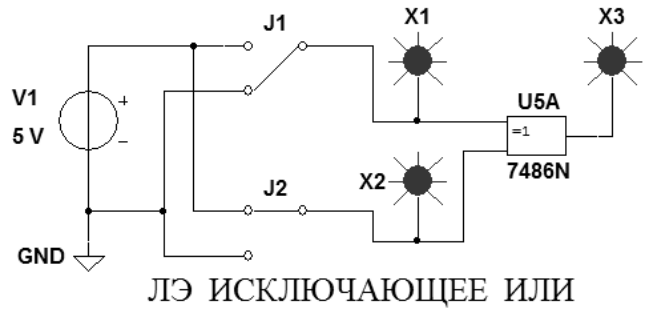 J1
X1
X3
V1
+
5 V
−
U5A
=1
7486N
J2
X2
GND
ЛЭ ИСКЛЮЧАЮЩЕЕ ИЛИ